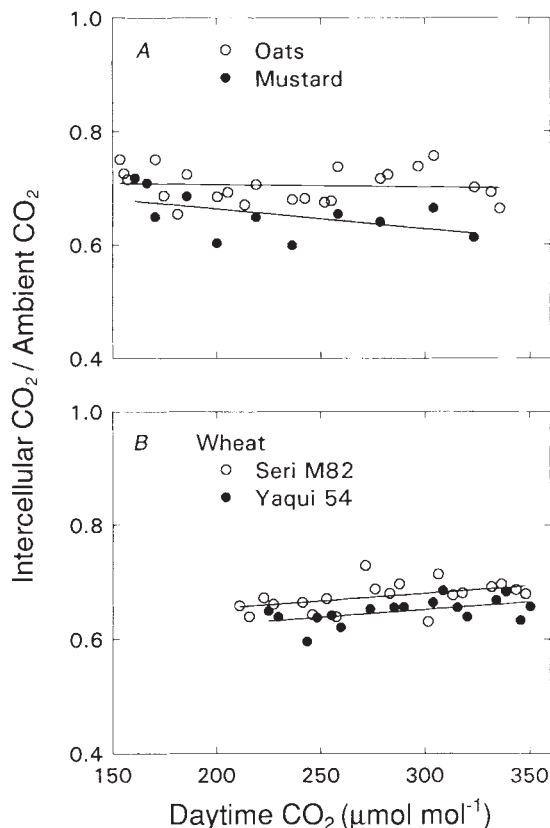 1.0
A
Oats
Mustard
0.8
0.6
0.4
1.0
B
Wheat
Seri M82
Yaqui 54
0.8
0.6
0.4
150 200 250 300 350
Daytime CO₂ (μmol mol⁻¹)
Intercellular CO₂ / Ambient CO₂